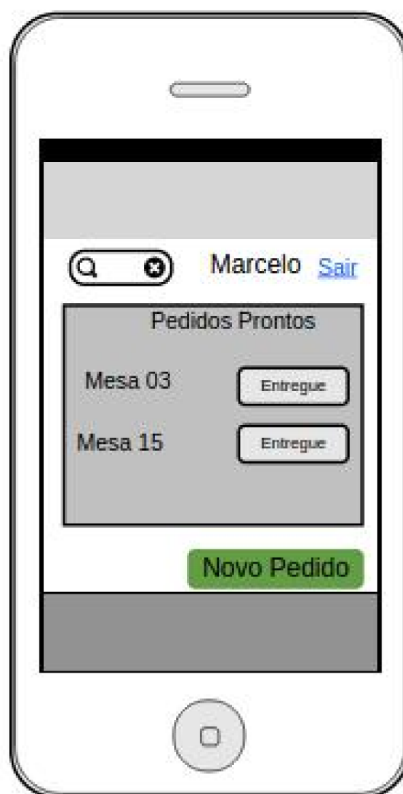 Marcelo Sair
Pedidos Prontos
Mesa 03 Entregue
Mesa 15 Entregue
Novo Pedido